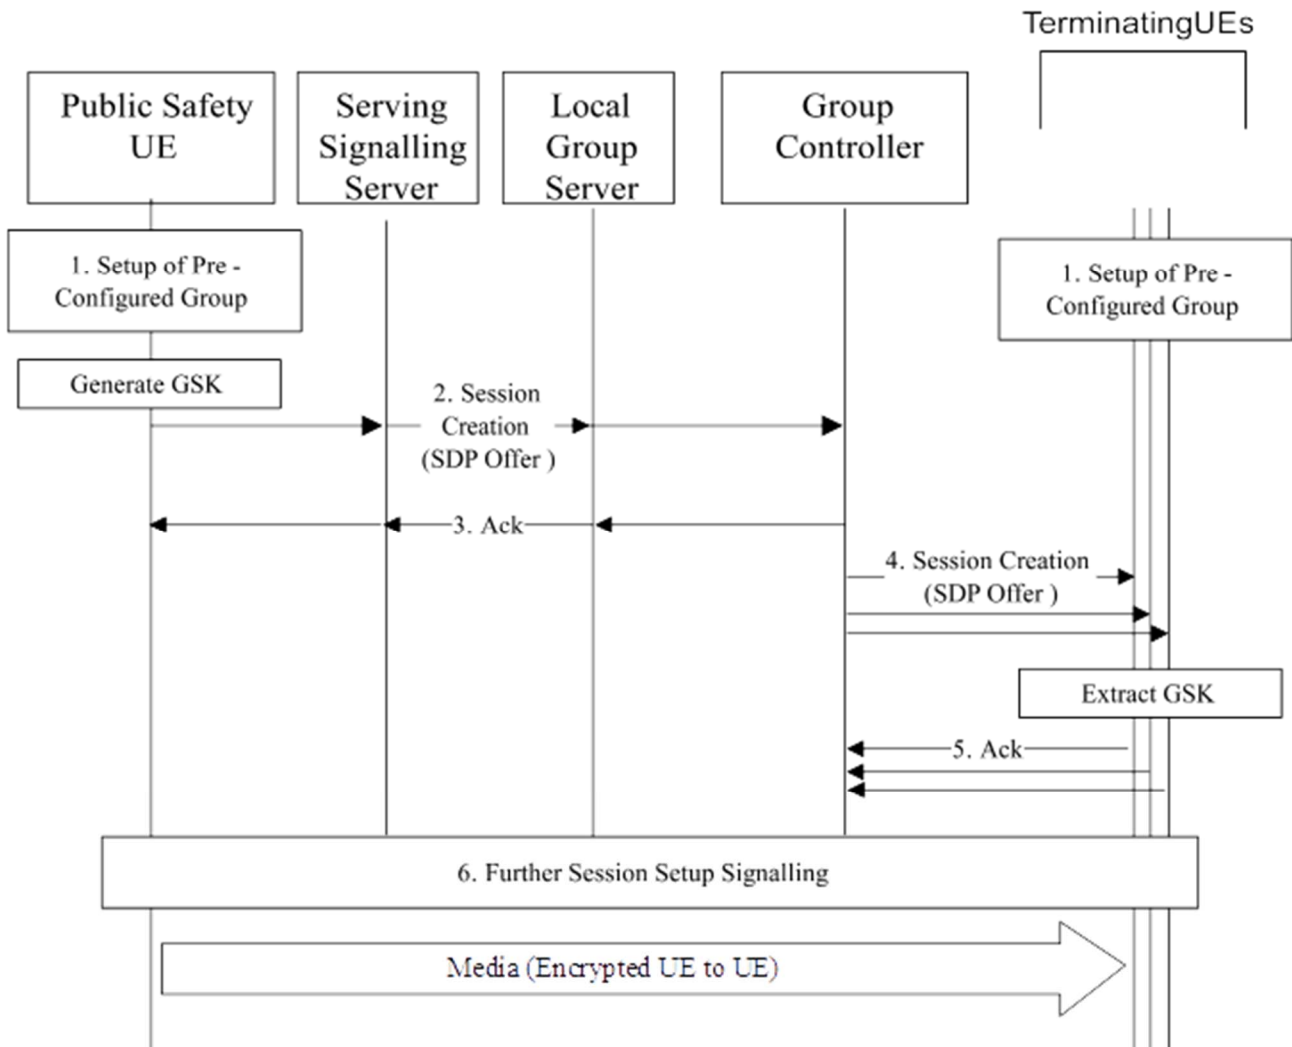 TerminatingUEs
Public Safety
UE
Serving
Signalling
Server
Local
Group
Server
Group
Controller
1. Setup of Pre -
Configured Group
1. Setup of Pre -
Configured Group
Generate GSK
2. Session
Creation
(SDP Offer )
3. Ack
4. Session Creation
(SDP Offer )
Extract GSK
5. Ack
6. Further Session Setup Signalling
Media (Encrypted UE to UE)